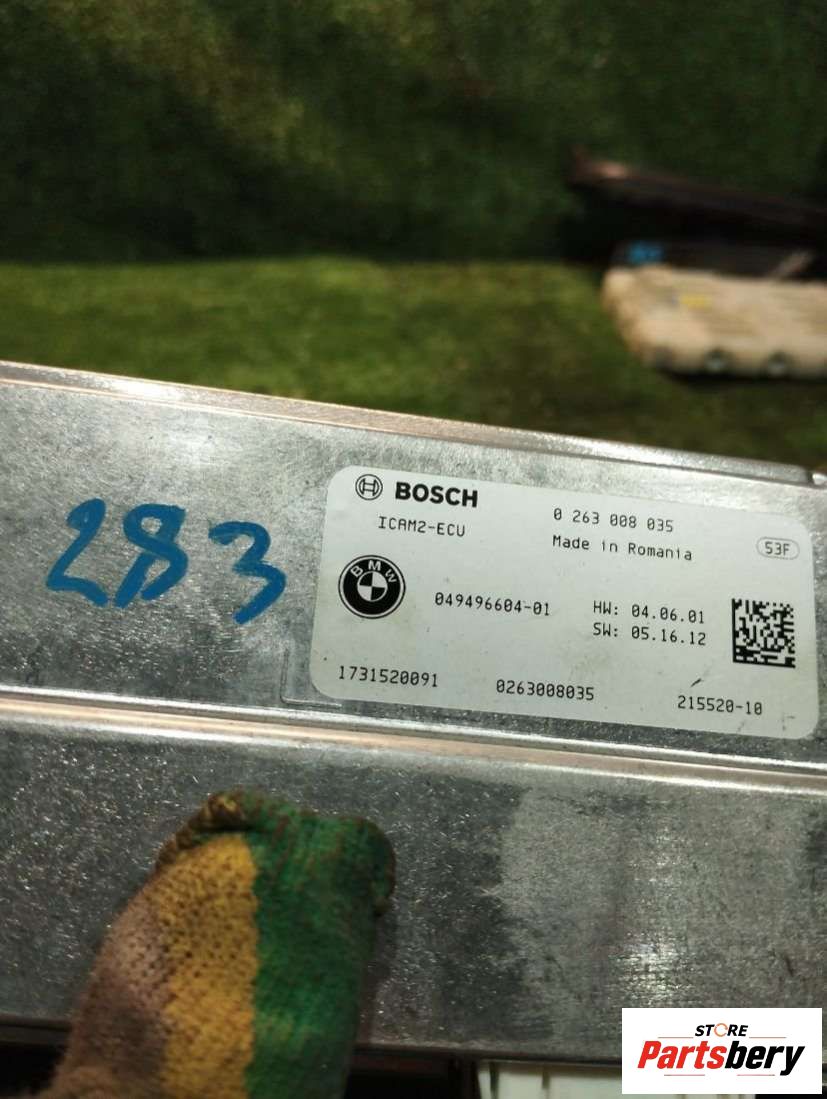 283
BOSCH
0 263 008 035
ICAM2-ECU
Made in Romania
53F
BMW
049496604-01
HW: 04.06.01
SW: 05.16.12
1731520091
0263008035
215520-10
STORE
Partsbery